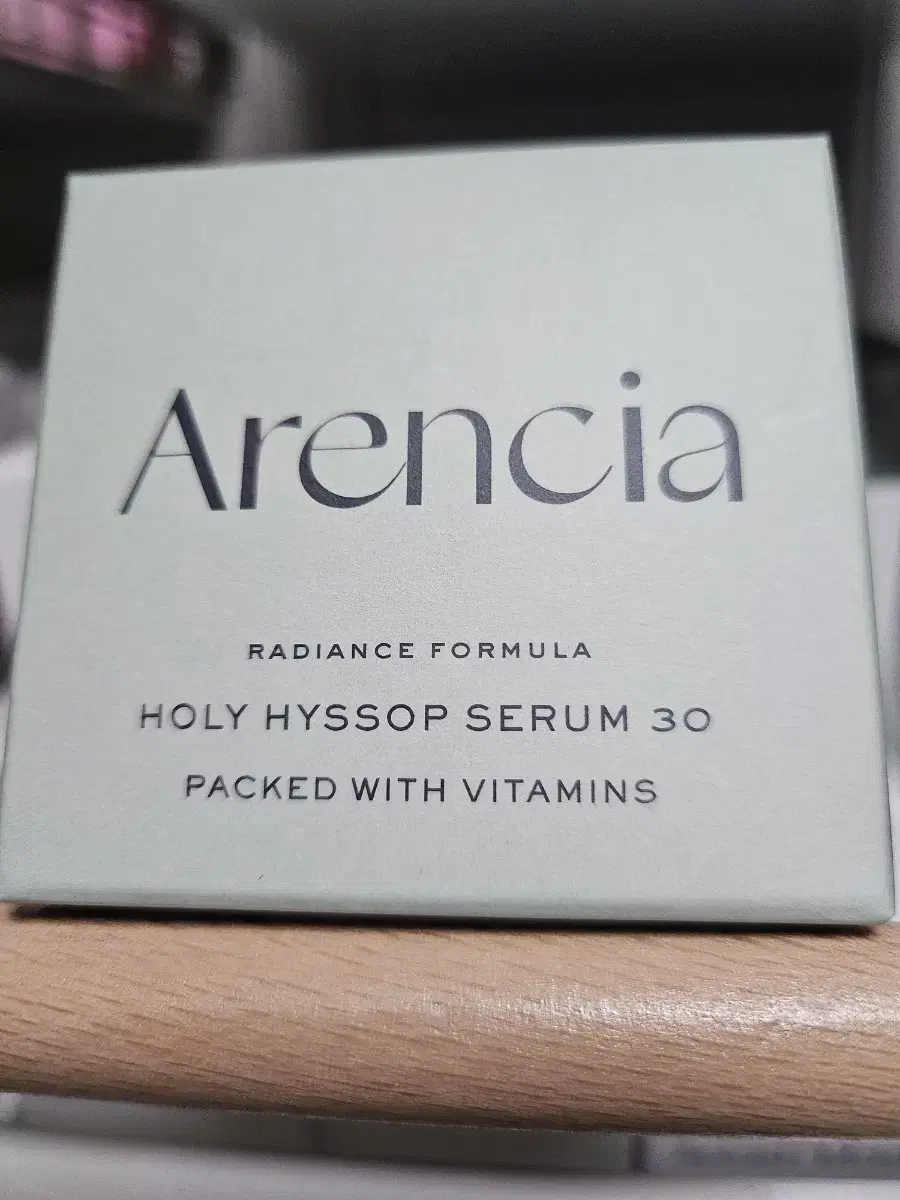 Arencia
RADIANCE FORMULA
HOLY HYSSOP SERUM 30
PACKED WITH VITAMINS